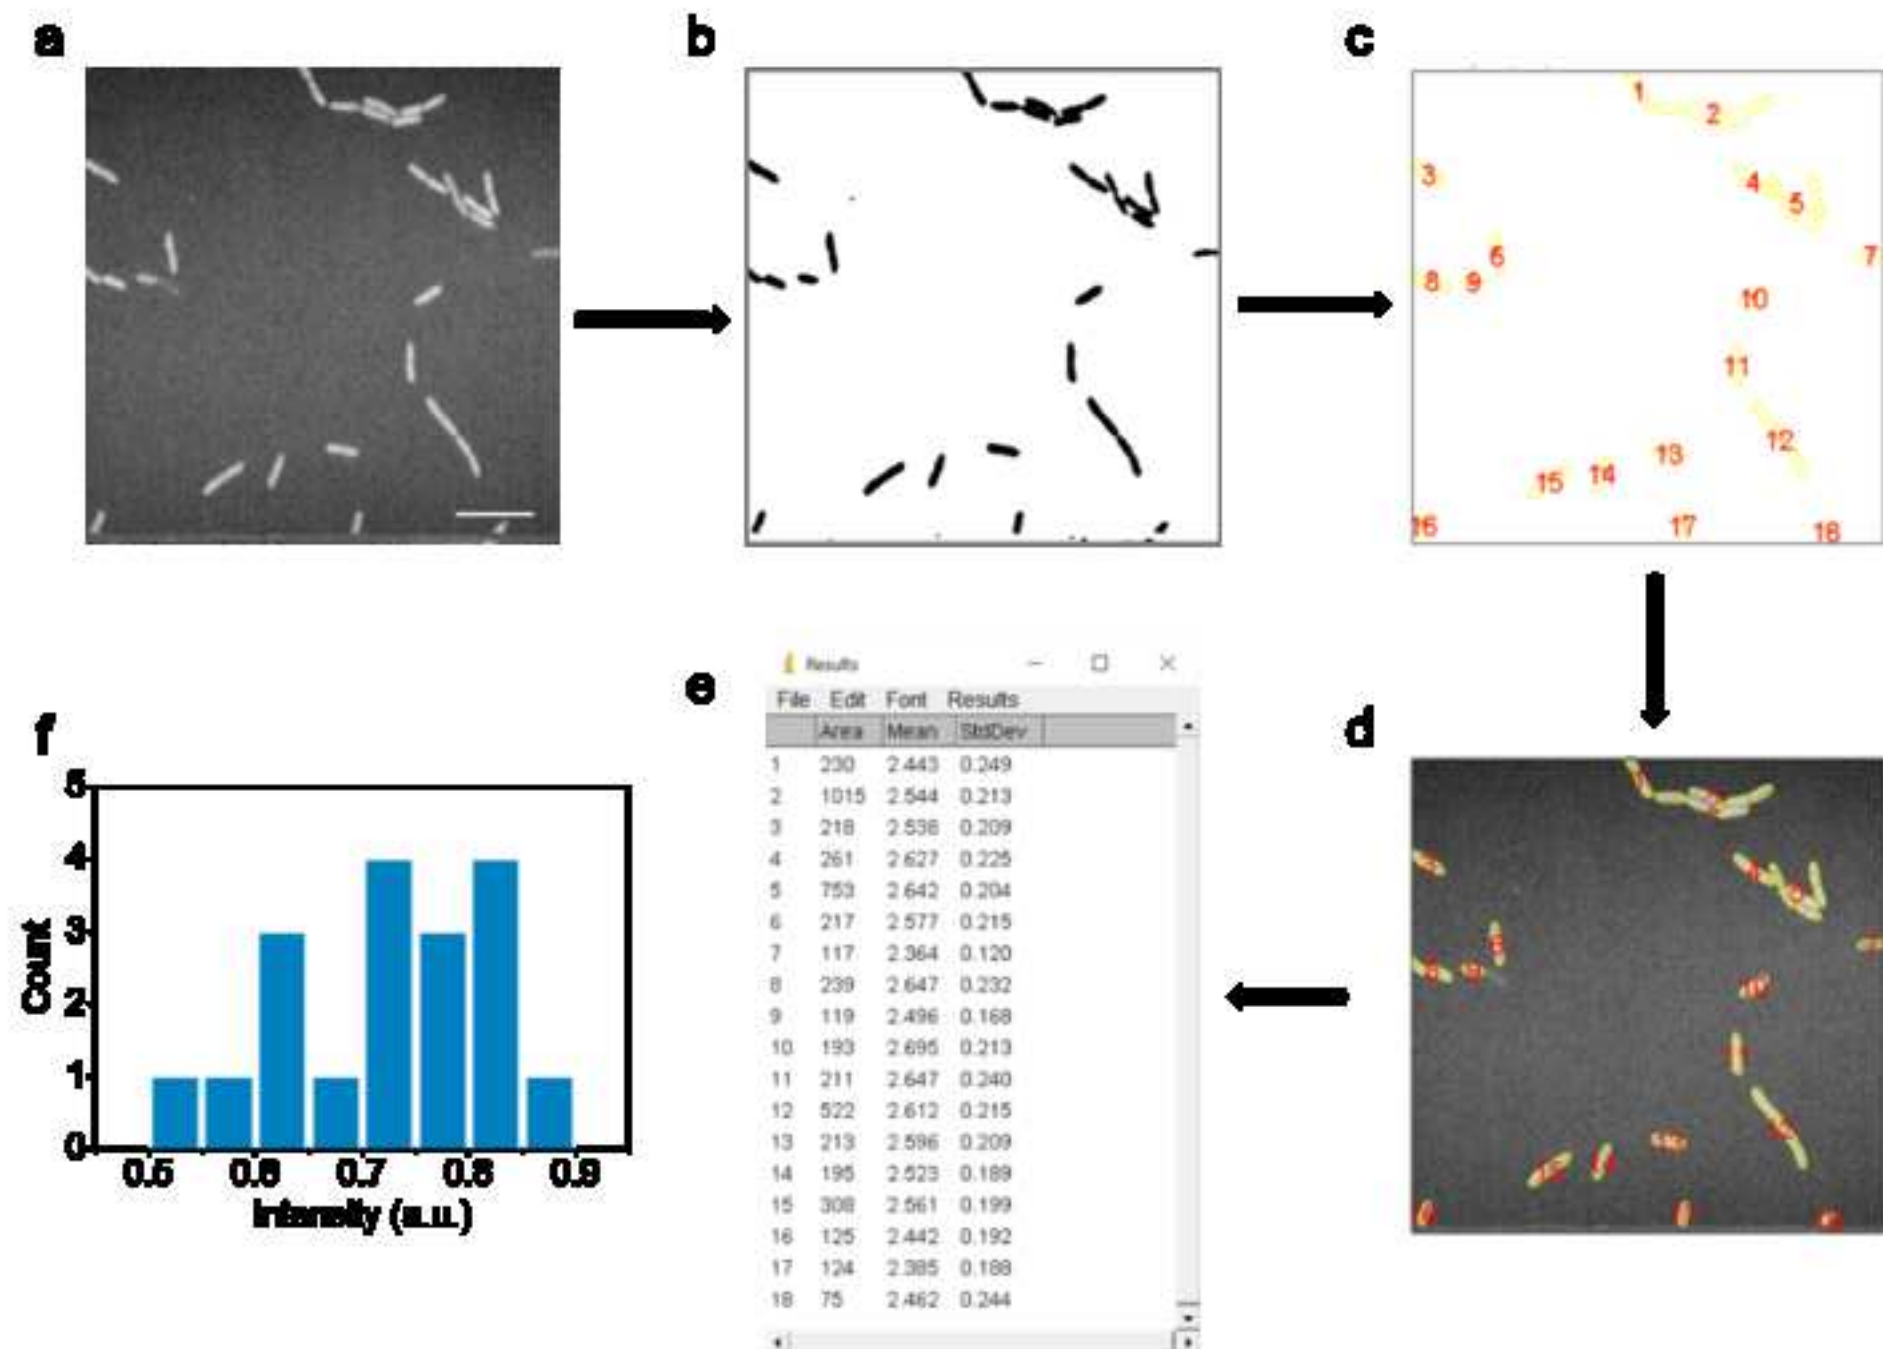 a
b
c
1
2
3
4
5
6
7
8
9
10
11
12
13
14
15
16
17
18
d
e
Results
File Edit Font Results
Area Mean StdDev
1 230 2.443 0.249
2 1015 2.544 0.213
3 218 2.536 0.209
4 261 2.627 0.225
5 753 2.642 0.204
6 217 2.577 0.215
7 117 2.364 0.120
8 239 2.647 0.232
9 119 2.496 0.168
10 193 2.695 0.213
11 211 2.647 0.240
12 522 2.612 0.215
13 213 2.596 0.209
14 195 2.523 0.189
15 308 2.561 0.199
16 125 2.442 0.192
17 124 2.385 0.188
18 75 2.462 0.244
f
5
4
3
2
1
0
Count
0.5 0.6 0.7 0.8 0.9
Intensity (a.u.)